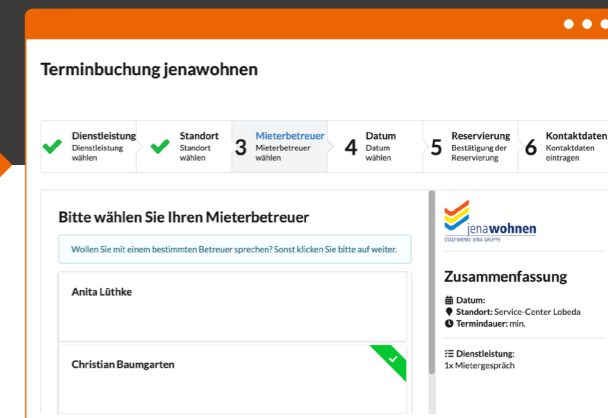 Terminbuchung jenawohnen
Dienstleistung
Dienstleistung
wählen
Standort
Standort
wählen
3
Mieterbetreuer
Mieterbetreuer
wählen
4
Datum
Datum
wählen
5
Reservierung
Bestätigung der
Reservierung
6
Kontaktdaten
Kontaktdaten
eintragen
Bitte wählen Sie Ihren Mieterbetreuer
Wollen Sie mit einem bestimmten Betreuer sprechen? Sonst klicken Sie bitte auf weiter.
Anita Lüthke
Christian Baumgarten
jenawohnen
STADTWERKE JENA GRUPPE
Zusammenfassung
Datum:
Standort: Service-Center Lobeda
Termindauer: min.
Dienstleistung:
1x Mietergespräch